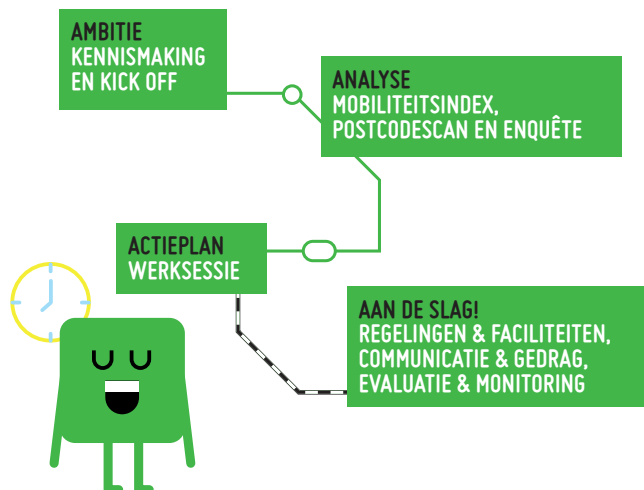 AMBITIE
KENNISMAKING
EN KICK OFF
ANALYSE
MOBILITEITSINDEX,
POSTCODESCAN EN ENQUÊTE
ACTIEPLAN
WERKSESSIE
AAN DE SLAG!
REGELINGEN & FACILITEITEN,
COMMUNICATIE & GEDRAG,
EVALUATIE & MONITORING